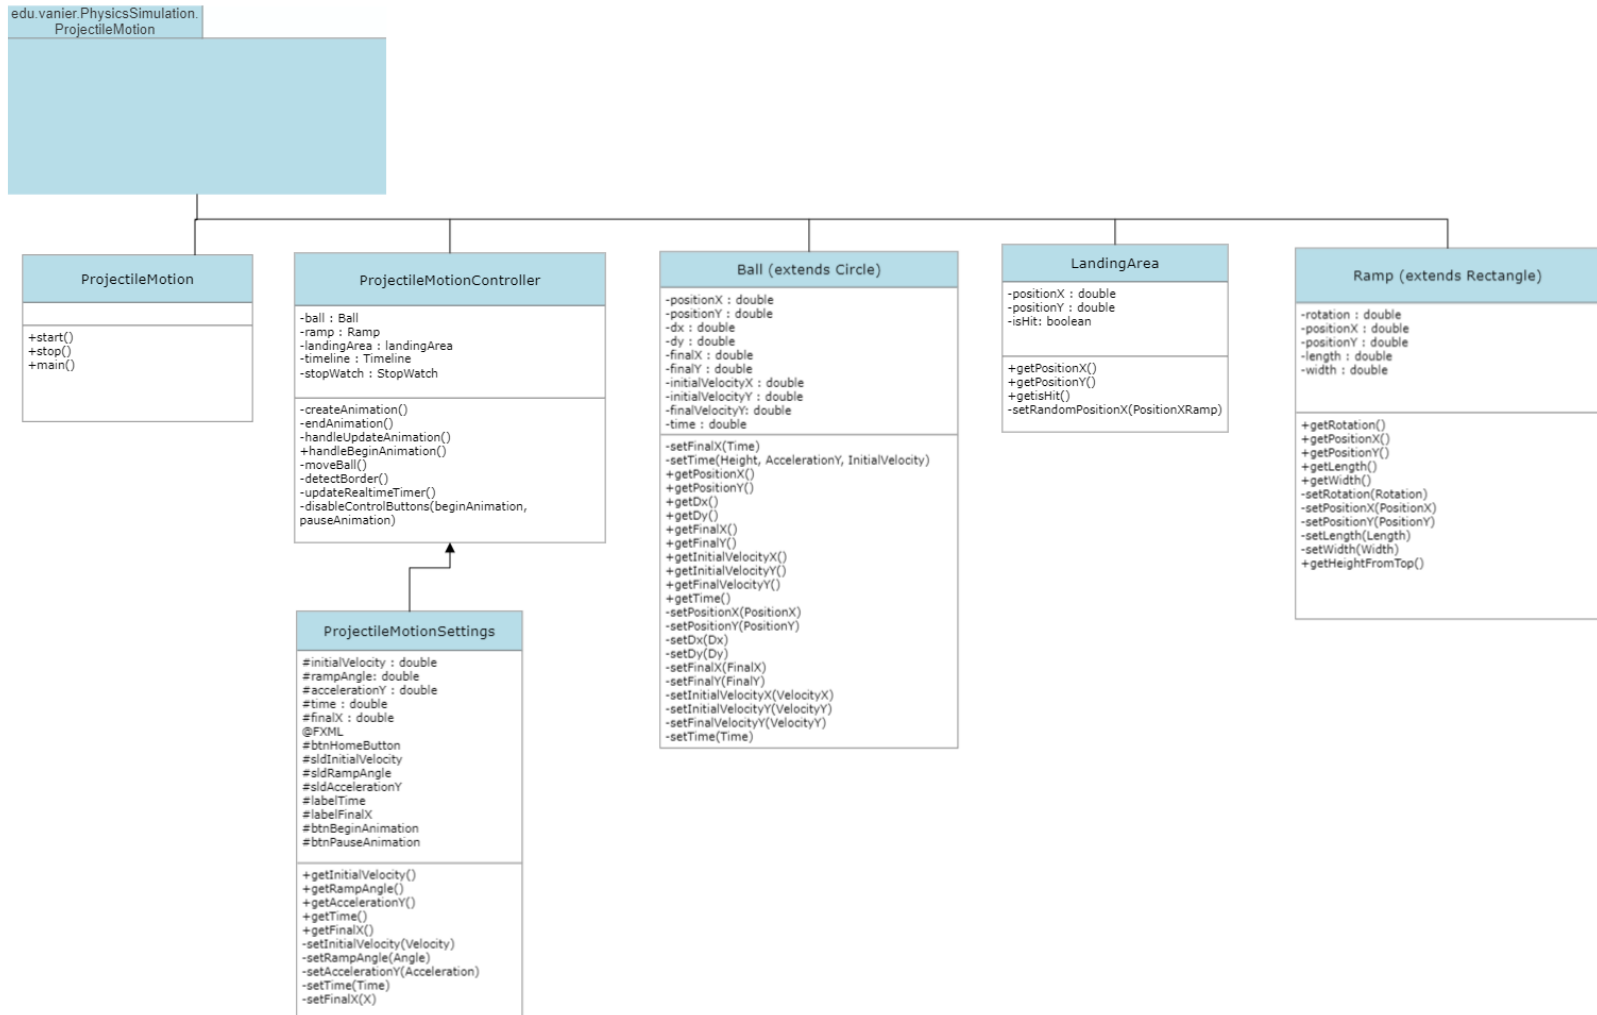 edu.vanier.PhysicsSimulation.
ProjectileMotion
ProjectileMotion
+start()
+stop()
+main()
ProjectileMotionController
-ball : Ball
-ramp : Ramp
-landingArea : landingArea
-timeline : Timeline
-stopWatch : StopWatch
-createAnimation()
-endAnimation()
-handleUpdateAnimation()
+handleBeginAnimation()
-moveBall()
-detectBorder()
-updateRealtimeTimer()
-disableControlButtons(beginAnimation,
pauseAnimation)
ProjectileMotionSettings
#initialVelocity : double
#rampAngle: double
#accelerationY : double
#time : double
#finalX : double
@FXML
#btnHomeButton
#sldInitialVelocity
#sldRampAngle
#sldAccelerationY
#labelTime
#labelFinalX
#btnBeginAnimation
#btnPauseAnimation
+getInitialVelocity()
+getRampAngle()
+getAccelerationY()
+getTime()
+getFinalX()
-setInitialVelocity(Velocity)
-setRampAngle(Angle)
-setAccelerationY(Acceleration)
-setTime(Time)
-setFinalX(X)
Ball (extends Circle)
-positionX : double
-positionY : double
-dx : double
-dy : double
-finalX : double
-finalY : double
-initialVelocityX : double
-initialVelocityY : double
-finalVelocityY: double
-time : double
-setFinalX(Time)
-setTime(Height, AccelerationY, InitialVelocity)
+getPositionX()
+getPositionY()
+getDx()
+getDy()
+getFinalX()
+getFinalY()
+getInitialVelocityX()
+getInitialVelocityY()
+getFinalVelocityY()
+getTime()
-setPositionX(PositionX)
-setPositionY(PositionY)
-setDx(Dx)
-setDy(Dy)
-setFinalX(FinalX)
-setFinalY(FinalY)
-setInitialVelocityX(VelocityX)
-setInitialVelocityY(VelocityY)
-setFinalVelocityY(VelocityY)
-setTime(Time)
LandingArea
-positionX : double
-positionY : double
-isHit: boolean
+getPositionX()
+getPositionY()
+getisHit()
-setRandomPositionX(PositionXRamp)
Ramp (extends Rectangle)
-rotation : double
-positionX : double
-positionY : double
-length : double
-width : double
+getRotation()
+getPositionX()
+getPositionY()
+getLength()
+getWidth()
-setRotation(Rotation)
-setPositionX(PositionX)
-setPositionY(PositionY)
-setLength(Length)
-setWidth(Width)
+getHeightFromTop()